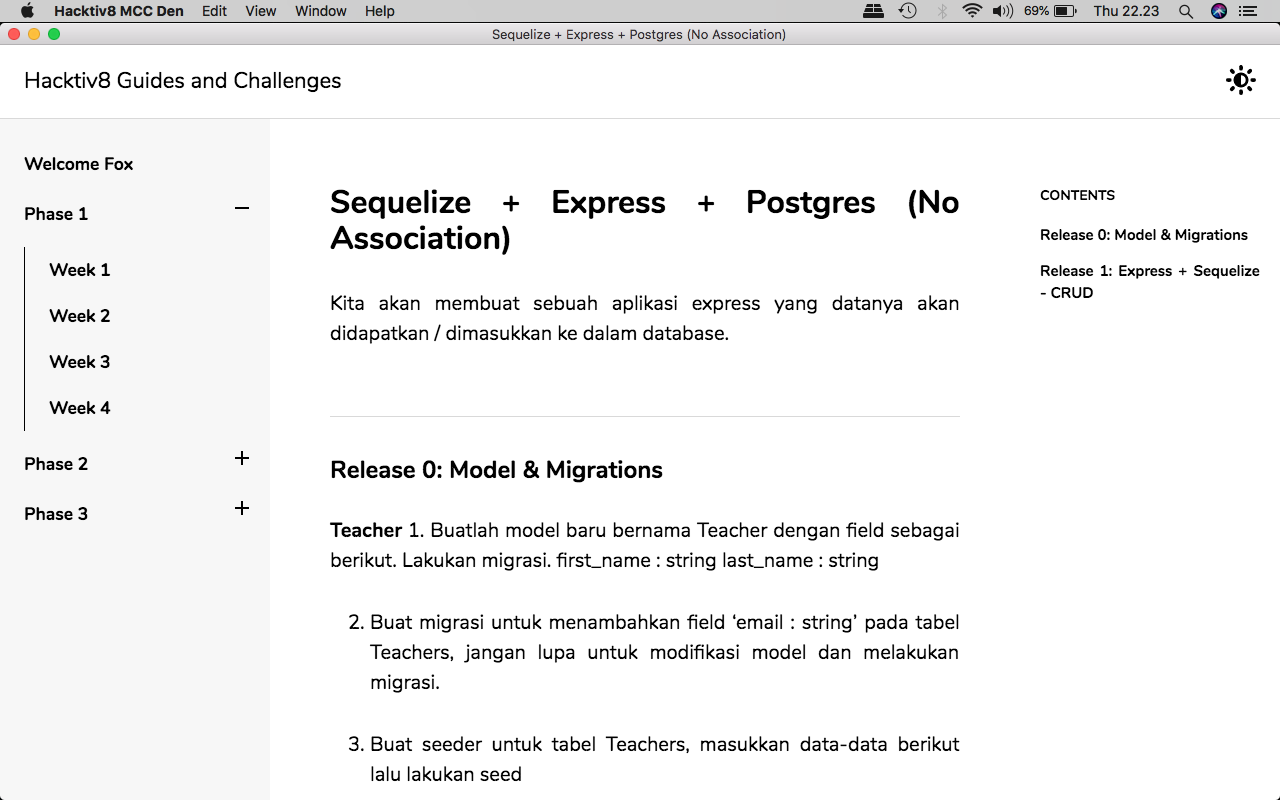 Hacktiv8 MCC Den Edit View Window Help 69% Thu 22.23
Sequelize + Express + Postgres (No Association)
Hacktiv8 Guides and Challenges
Welcome Fox
Phase 1
Week 1
Week 2
Week 3
Week 4
Phase 2
Phase 3
Sequelize + Express + Postgres (No
Association)
Kita akan membuat sebuah aplikasi express yang datanya akan
didapatkan / dimasukkan ke dalam database.
Release 0: Model & Migrations
Teacher 1. Buatlah model baru bernama Teacher dengan field sebagai
berikut. Lakukan migrasi. first_name : string last_name : string
2. Buat migrasi untuk menambahkan field ‘email : string’ pada tabel
Teachers, jangan lupa untuk modifikasi model dan melakukan
migrasi.
3. Buat seeder untuk tabel Teachers, masukkan data-data berikut
lalu lakukan seed
CONTENTS
Release 0: Model & Migrations
Release 1: Express + Sequelize
- CRUD